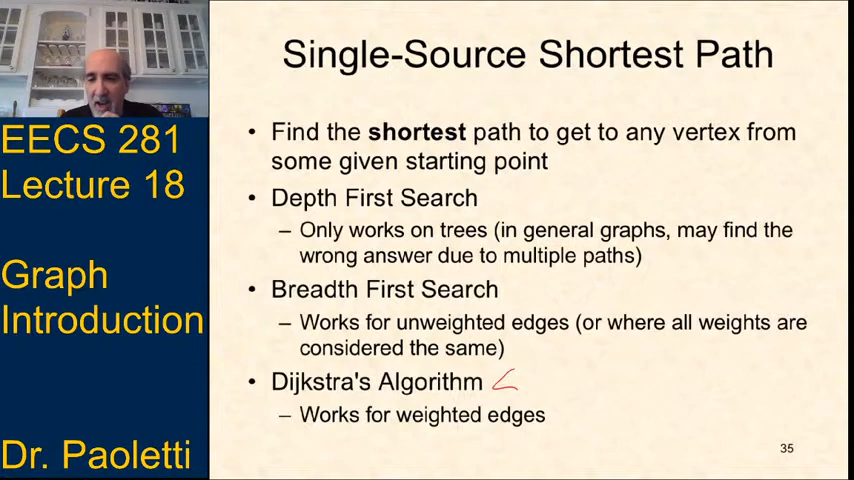 Single-Source Shortest Path
EECS 281
Lecture 18
Graph
Introduction
Dr. Paoletti
• Find the shortest path to get to any vertex from
some given starting point
• Depth First Search
– Only works on trees (in general graphs, may find the
wrong answer due to multiple paths)
• Breadth First Search
– Works for unweighted edges (or where all weights are
considered the same)
• Dijkstra's Algorithm
– Works for weighted edges
35